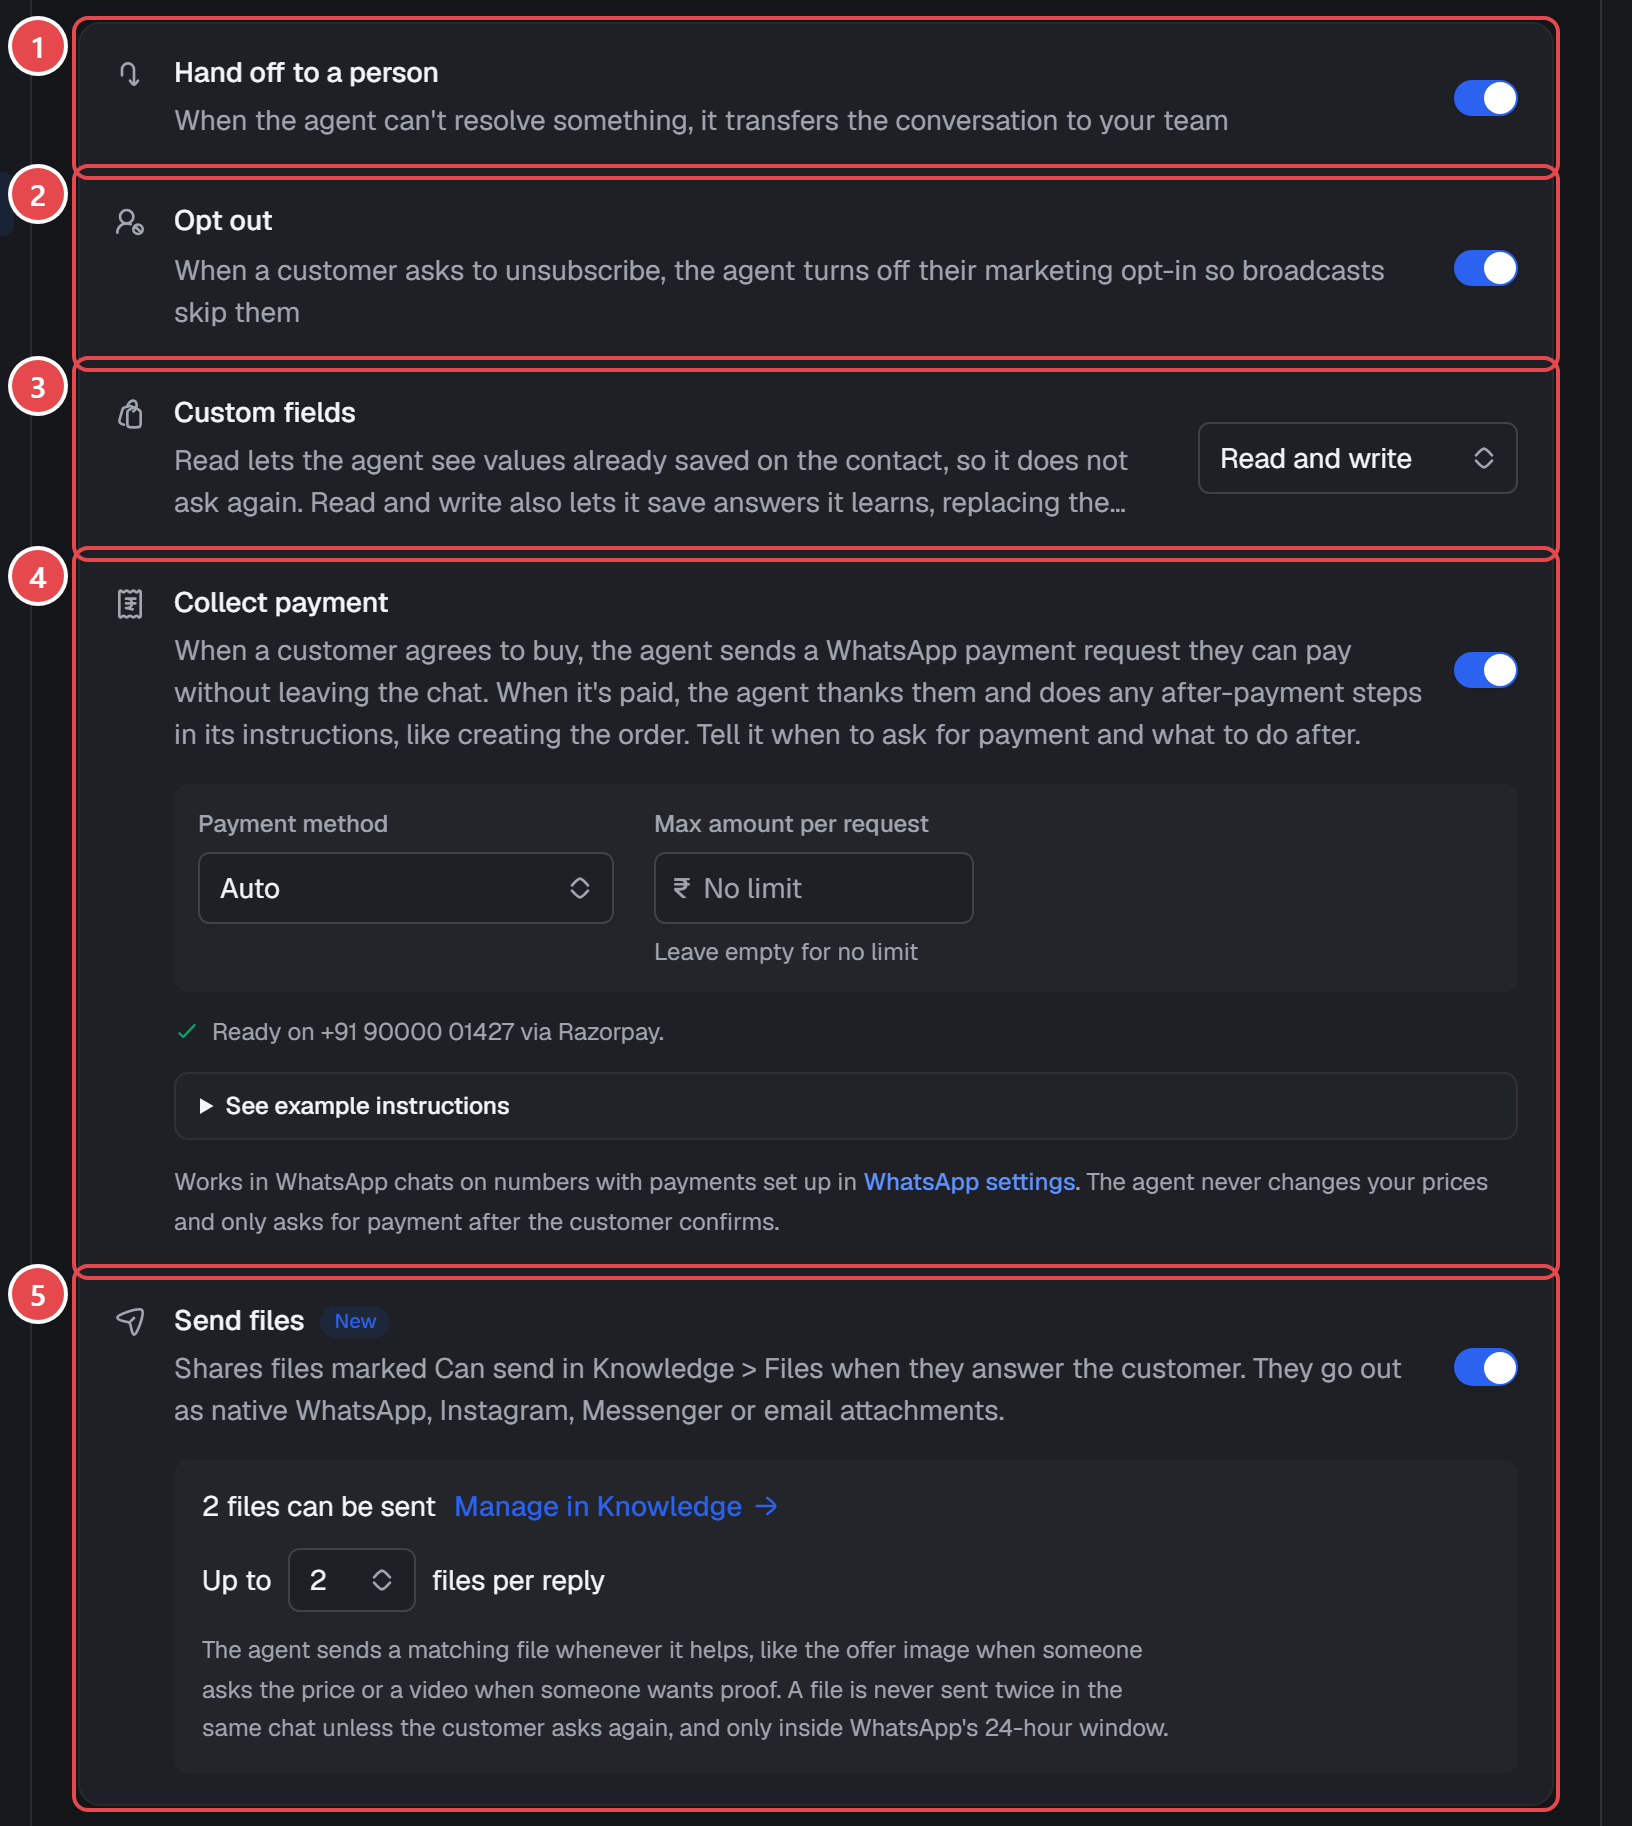 1
Hand off to a person
When the agent can't resolve something, it transfers the conversation to your team
2
Opt out
When a customer asks to unsubscribe, the agent turns off their marketing opt-in so broadcasts
skip them
3
Custom fields
Read lets the agent see values already saved on the contact, so it does not
ask again. Read and write also lets it save answers it learns, replacing the...
Read and write
4
Collect payment
When a customer agrees to buy, the agent sends a WhatsApp payment request they can pay
without leaving the chat. When it's paid, the agent thanks them and does any after-payment steps
in its instructions, like creating the order. Tell it when to ask for payment and what to do after.
Payment method
Max amount per request
Auto
₹ No limit
Leave empty for no limit
Ready on +91 90000 01427 via Razorpay.
See example instructions
Works in WhatsApp chats on numbers with payments set up in WhatsApp settings. The agent never changes your prices
and only asks for payment after the customer confirms.
5
Send files New
Shares files marked Can send in Knowledge > Files when they answer the customer. They go out
as native WhatsApp, Instagram, Messenger or email attachments.
2 files can be sent Manage in Knowledge →
Up to 2 files per reply
The agent sends a matching file whenever it helps, like the offer image when someone
asks the price or a video when someone wants proof. A file is never sent twice in the
same chat unless the customer asks again, and only inside WhatsApp's 24-hour window.